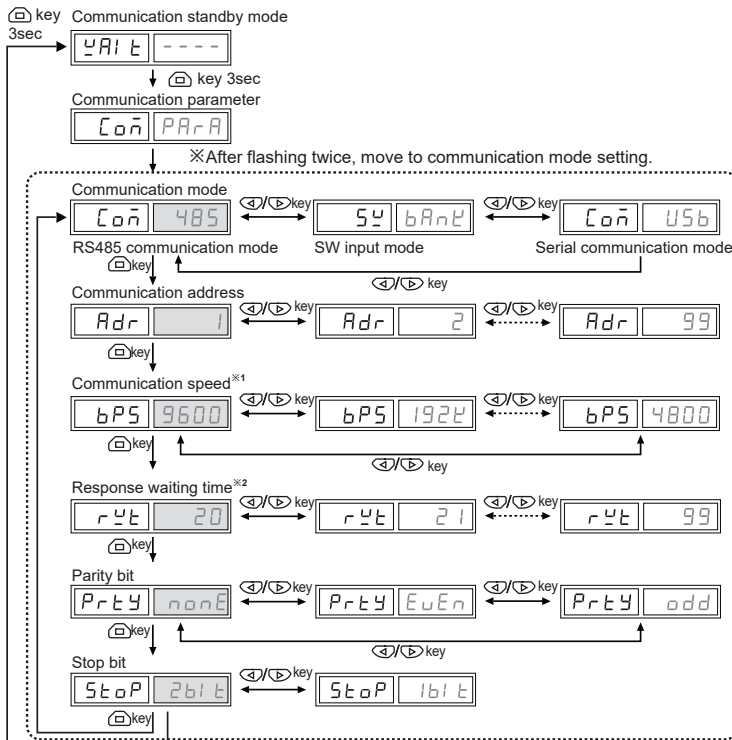 key Communication standby mode
3sec
WAIt ----
key 3sec
Communication parameter
Com PArA
※After flashing twice, move to communication mode setting.
Communication mode
Com 485 key SW bAnK key Com USb
RS485 communication mode SW input mode Serial communication mode
key key
Communication address
Adr 1 key Adr 2 key Adr 99
key
Communication speed※1
bPS 9600 key bPS 192K key bPS 4800
key key
Response waiting time※2
rWt 20 key rWt 21 key rWt 99
key
Parity bit
PrtY nonE key PrtY EvEn key PrtY odd
key key
Stop bit
StoP 2bIt key StoP 1bIt
key